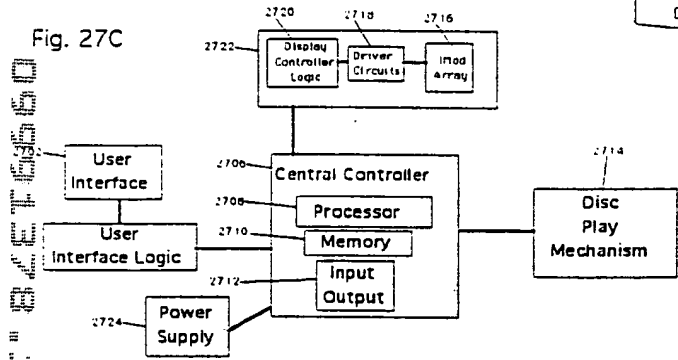 Fig. 27C
2720
2718
2716
2722
Display
Controller
Logic
Driver
Circuits
IMod
Array
User
Interface
User
Interface Logic
2706
Central Controller
2708
Processor
2710
Memory
2712
Input
Output
2714
Disc
Play
Mechanism
2724
Power
Supply